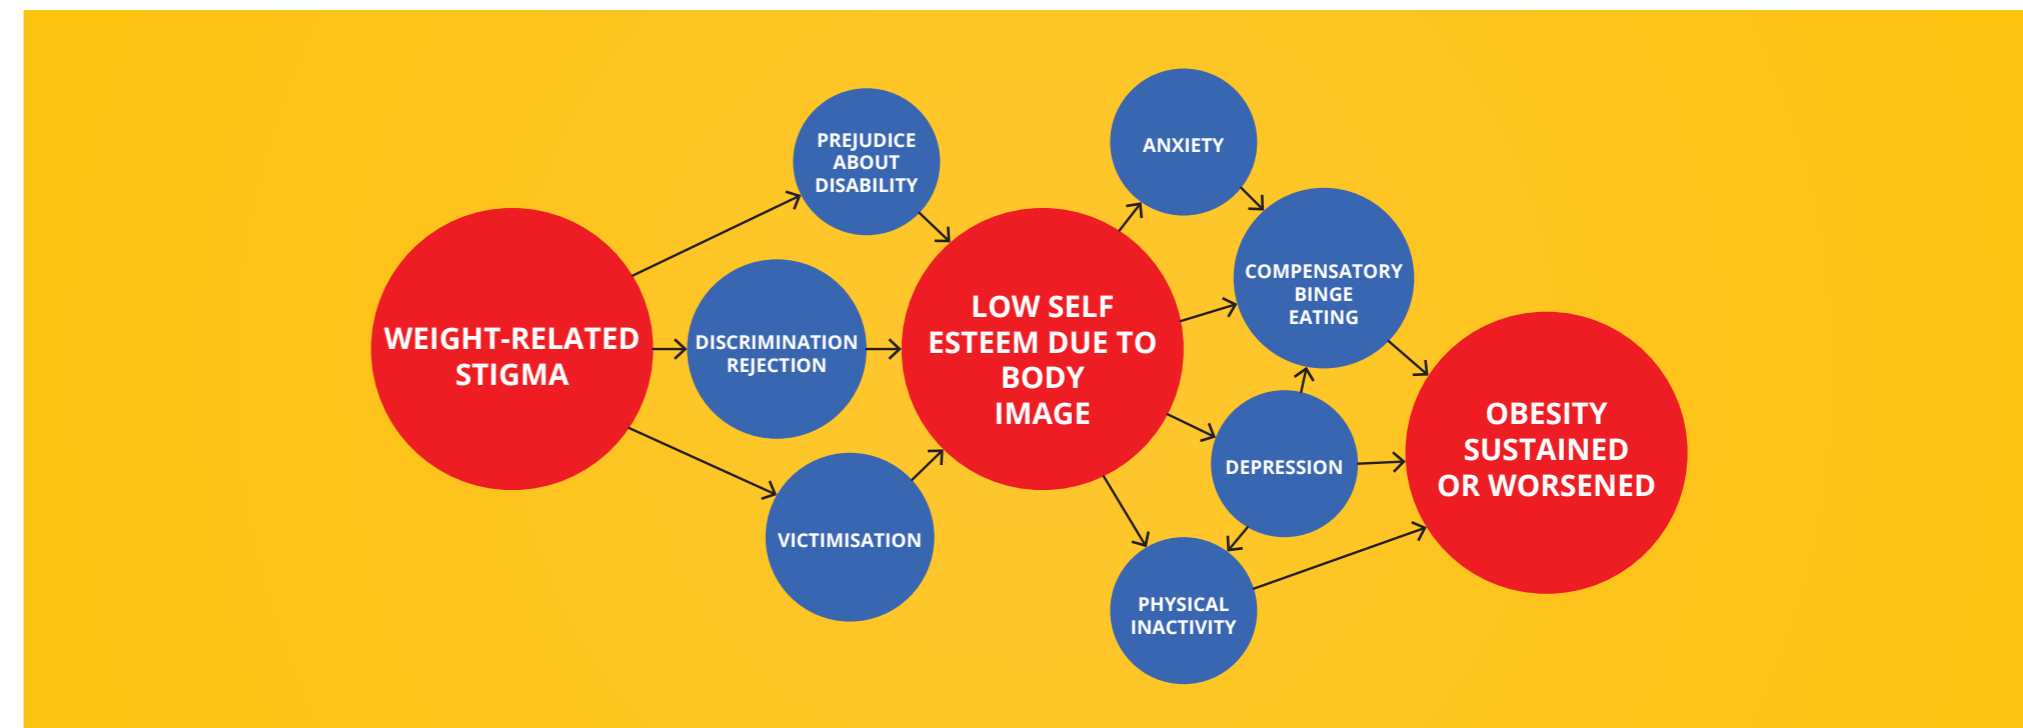 WEIGHT-RELATED
STIGMA
PREJUDICE
ABOUT
DISABILITY
DISCRIMINATION
REJECTION
VICTIMISATION
LOW SELF
ESTEEM DUE TO
BODY
IMAGE
ANXIETY
COMPENSATORY
BINGE
EATING
DEPRESSION
PHYSICAL
INACTIVITY
OBESITY
SUSTAINED
OR WORSENED